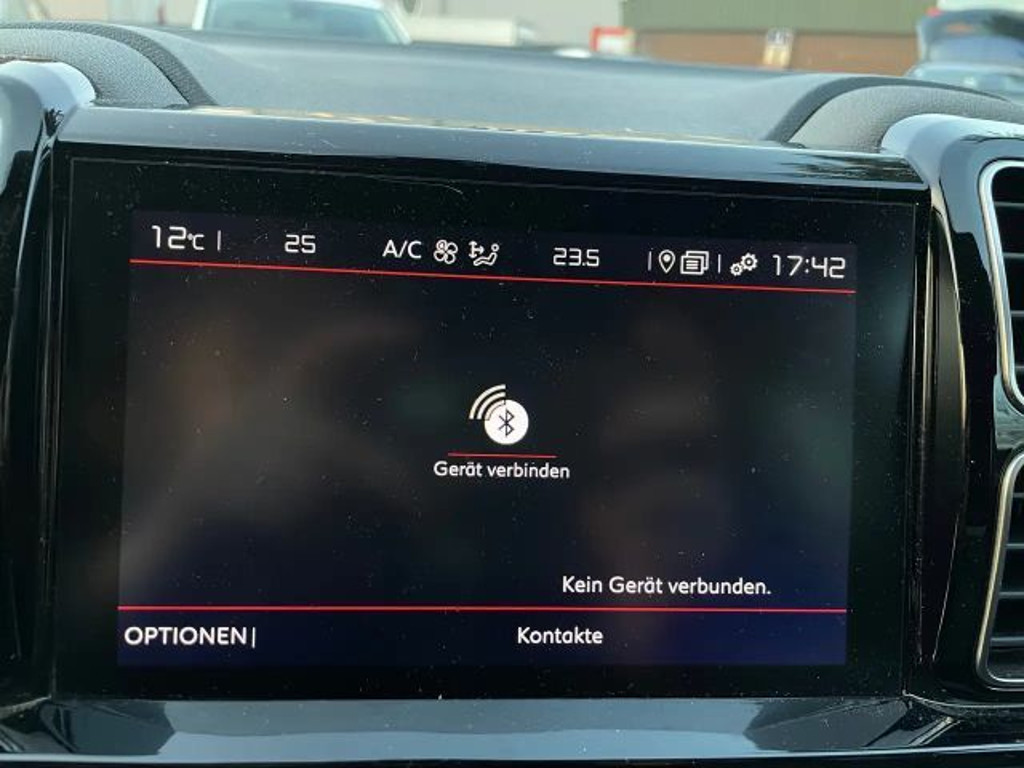 12°C | 25 A/C 23.5 | | 17:42
Gerät verbinden
Kein Gerät verbunden.
OPTIONEN| Kontakte